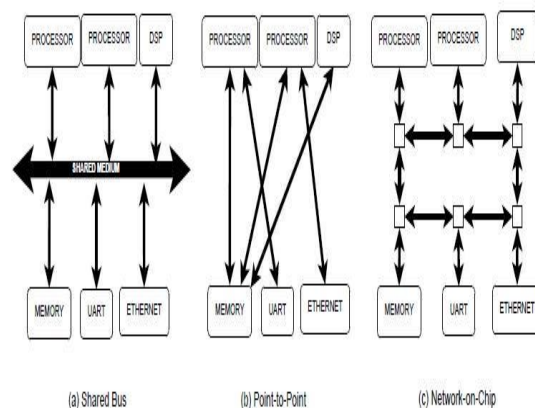 PROCESSOR PROCESSOR DSP
SHARED MEDIUM
MEMORY UART ETHERNET
(a) Shared Bus
PROCESSOR PROCESSOR DSP
MEMORY UART ETHERNET
(b) Point-to-Point
PROCESSOR PROCESSOR DSP
MEMORY UART ETHERNET
(c) Network-on-Chip